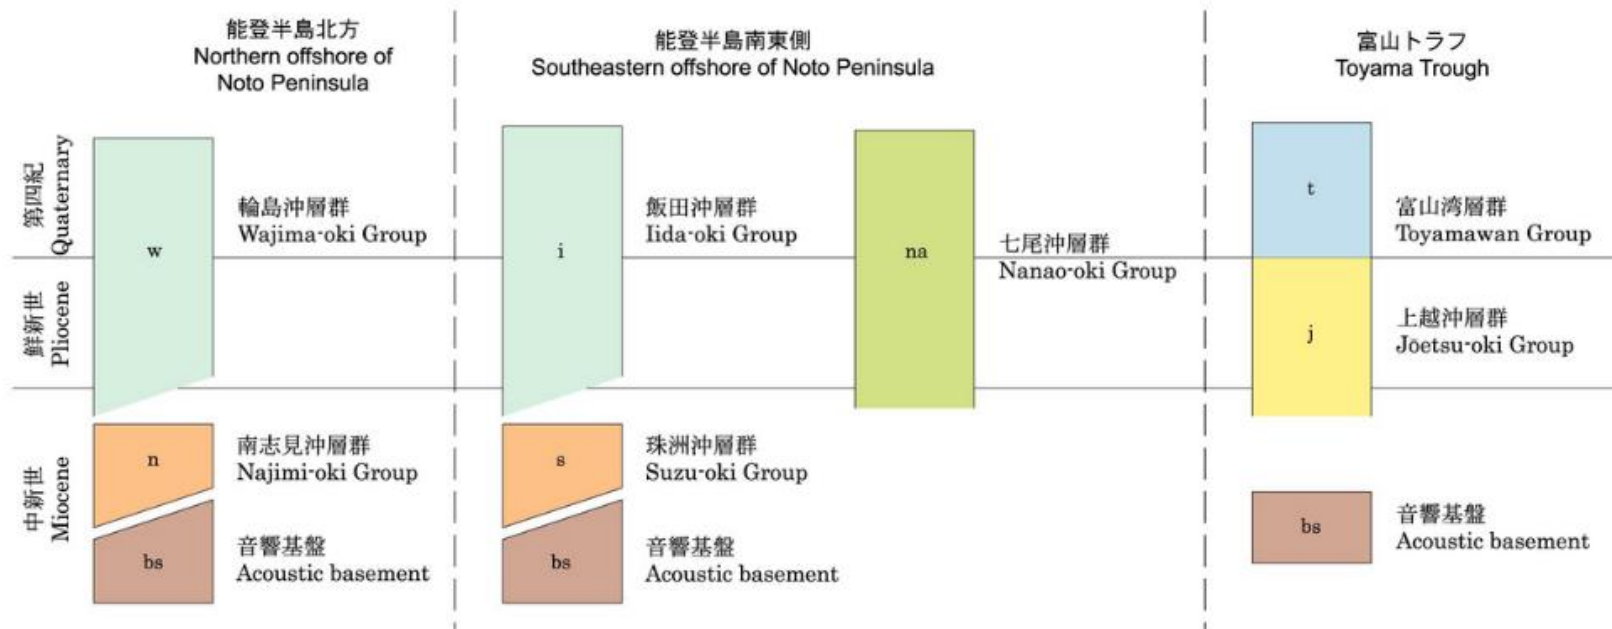 能登半島北方
Northern offshore of
Noto Peninsula
能登半島南東側
Southeastern offshore of Noto Peninsula
富山トラフ
Toyama Trough
第四紀
Quaternary
鮮新世
Pliocene
中新世
Miocene
w
輪島沖層群
Wajima-oki Group
n
南志見沖層群
Najimi-oki Group
bs
音響基盤
Acoustic basement
i
飯田沖層群
Iida-oki Group
s
珠洲沖層群
Suzu-oki Group
bs
音響基盤
Acoustic basement
na
七尾沖層群
Nanao-oki Group
t
富山湾層群
Toyamawan Group
j
上越沖層群
Jōetsu-oki Group
bs
音響基盤
Acoustic basement